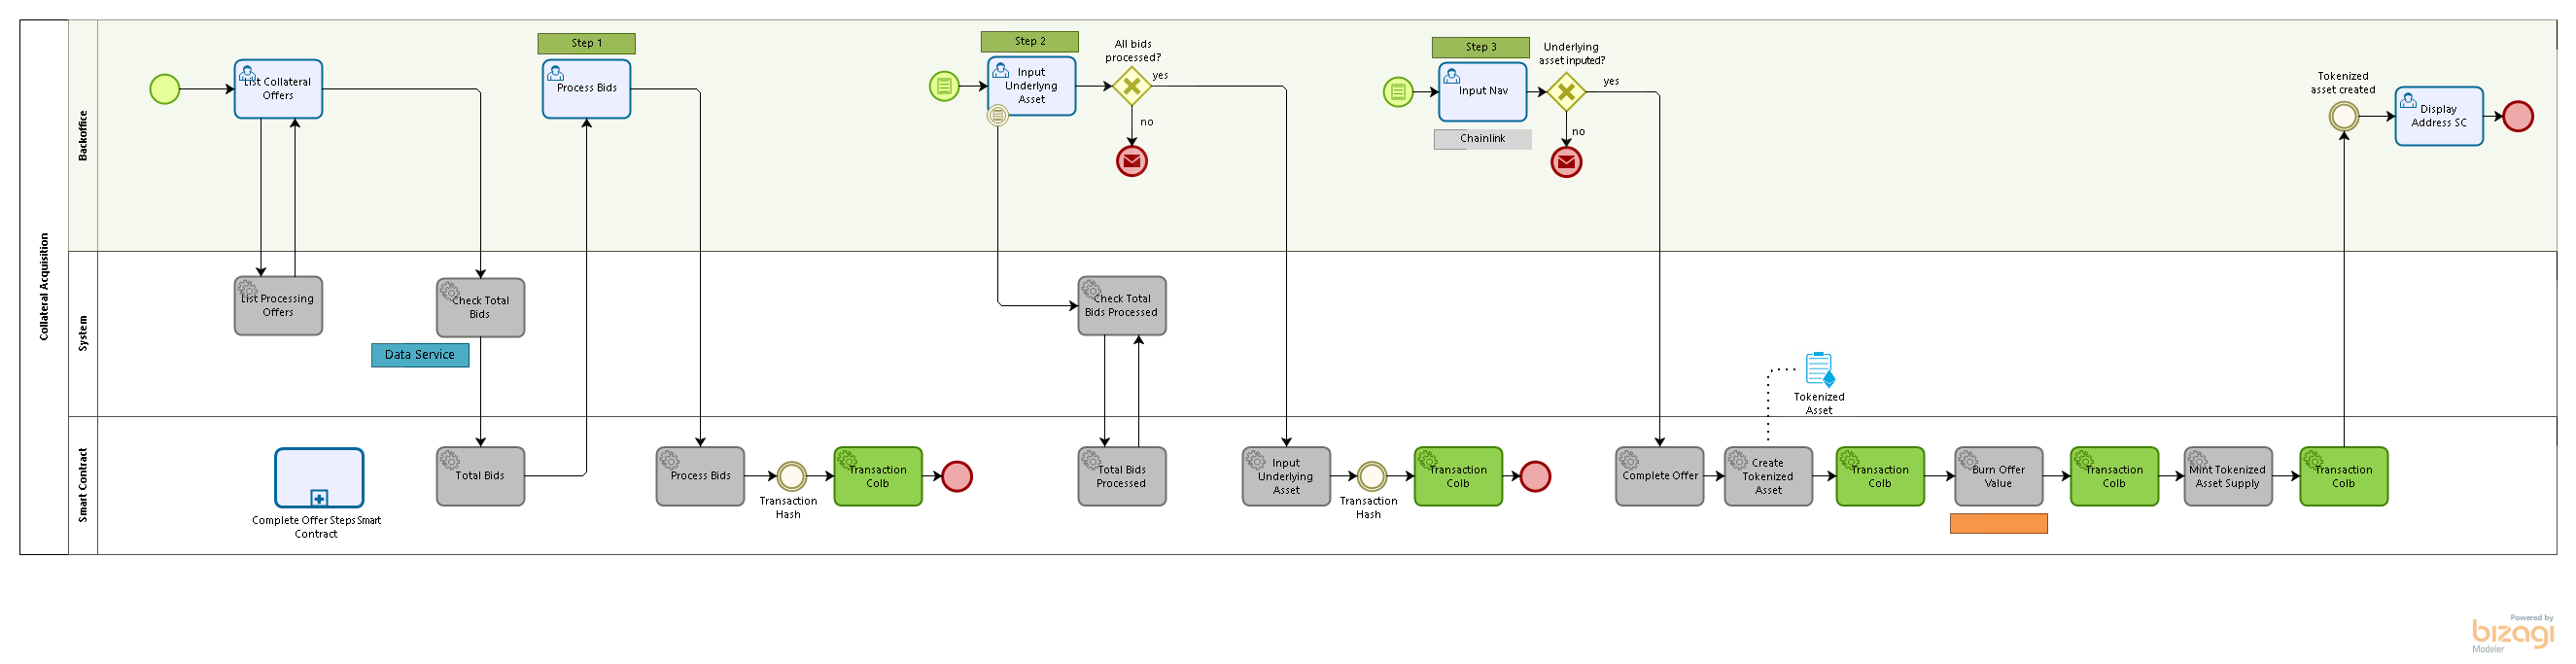 Collateral Acquisition
Backoffice
Step 1
List Collateral
Offers
Process Bids
Step 2
Input
Underlyng
Asset
All bids
processed?
yes
no
Step 3
Input Nav
Chainlink
Underlying
asset inputed?
yes
no
Tokenized
asset created
Display
Address SC
System
List Processing
Offers
Check Total
Bids
Data Service
Check Total
Bids Processed
Tokenized
Asset
Smart Contract
Complete Offer Steps Smart
Contract
Total Bids
Process Bids
Transaction
Hash
Transaction
Colb
Total Bids
Processed
Input
Underlying
Asset
Transaction
Hash
Transaction
Colb
Complete Offer
Create
Tokenized
Asset
Transaction
Colb
Burn Offer
Value
Transaction
Colb
Mint Tokenized
Asset Supply
Transaction
Colb
Powered by
bizagi
Modeler